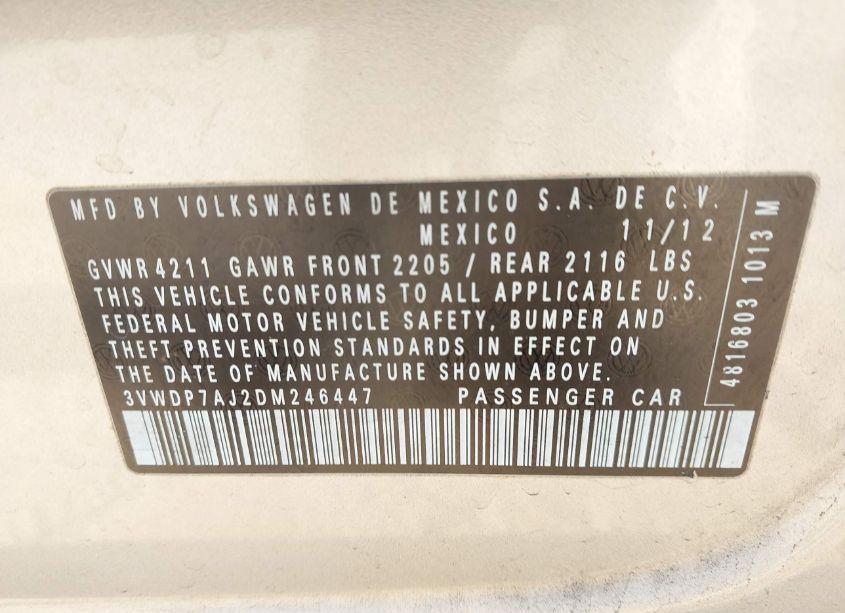 MFD BY VOLKSWAGEN DE MEXICO S.A. DE C.V.
MEXICO 11/12
GVWR 4211 GAWR FRONT 2205 / REAR 2116 LBS
THIS VEHICLE CONFORMS TO ALL APPLICABLE U.S.
FEDERAL MOTOR VEHICLE SAFETY, BUMPER AND
THEFT PREVENTION STANDARDS IN EFFECT ON
THE DATE OF MANUFACTURE SHOWN ABOVE.
3VWDP7AJ2DM246447 PASSENGER CAR
4816803 1013 M